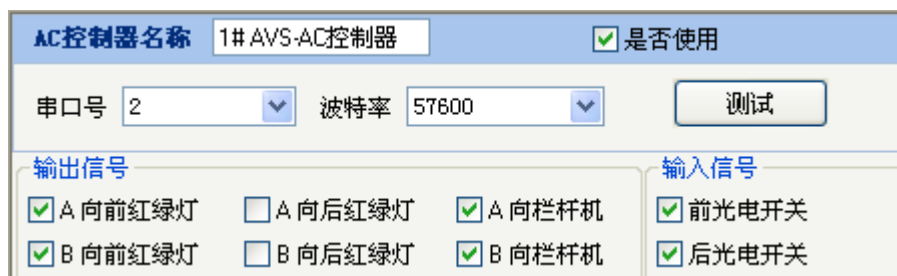 AC控制器名称 1# AVS-AC控制器 是否使用
串口号 2 波特率 57600 测试
输出信号 输入信号
A 向前红绿灯 A 向后红绿灯 A 向栏杆机 前光电开关
B 向前红绿灯 B 向后红绿灯 B 向栏杆机 后光电开关